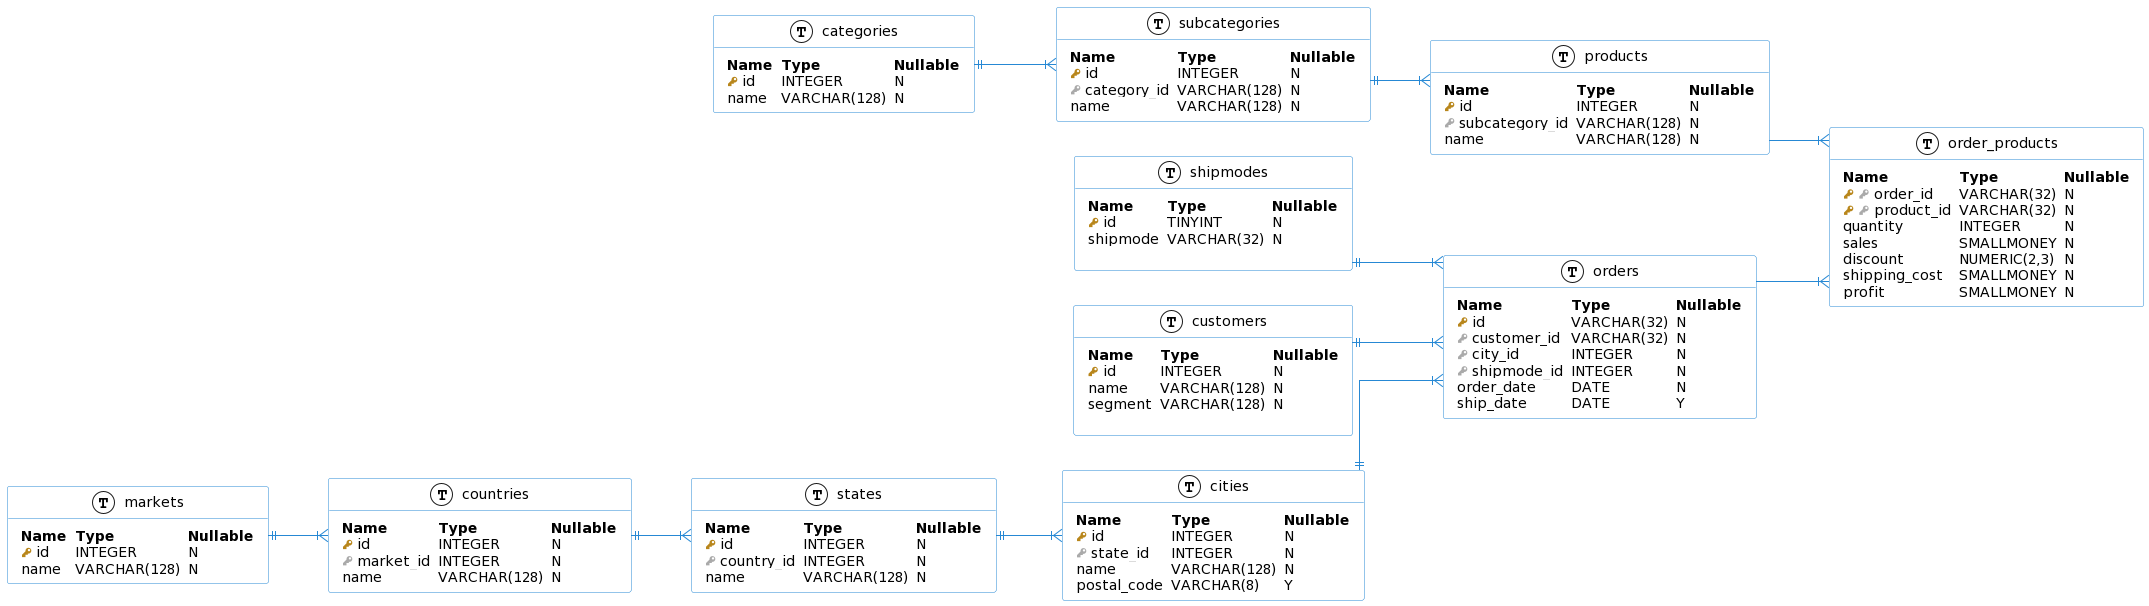 T categories
Name Type Nullable
id INTEGER N
name VARCHAR(128) N
T subcategories
Name Type Nullable
id INTEGER N
category_id VARCHAR(128) N
name VARCHAR(128) N
T products
Name Type Nullable
id INTEGER N
subcategory_id VARCHAR(128) N
name VARCHAR(128) N
T order_products
Name Type Nullable
order_id VARCHAR(32) N
product_id VARCHAR(32) N
quantity INTEGER N
sales SMALLMONEY N
discount NUMERIC(2,3) N
shipping_cost SMALLMONEY N
profit SMALLMONEY N
T shipmodes
Name Type Nullable
id TINYINT N
shipmode VARCHAR(32) N
T orders
Name Type Nullable
id VARCHAR(32) N
customer_id VARCHAR(32) N
city_id INTEGER N
shipmode_id INTEGER N
order_date DATE N
ship_date DATE Y
T customers
Name Type Nullable
id INTEGER N
name VARCHAR(128) N
segment VARCHAR(128) N
T markets
Name Type Nullable
id INTEGER N
name VARCHAR(128) N
T countries
Name Type Nullable
id INTEGER N
market_id INTEGER N
name VARCHAR(128) N
T states
Name Type Nullable
id INTEGER N
country_id INTEGER N
name VARCHAR(128) N
T cities
Name Type Nullable
id INTEGER N
state_id INTEGER N
name VARCHAR(128) N
postal_code VARCHAR(8) Y